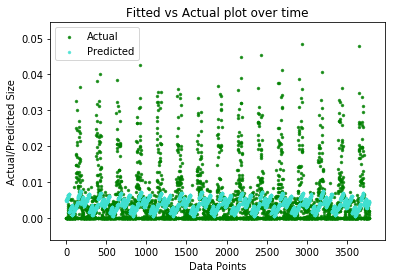 Fitted vs Actual plot over time
Actual
Predicted
Actual/Predicted Size
0.05
0.04
0.03
0.02
0.01
0.00
0 500 1000 1500 2000 2500 3000 3500
Data Points